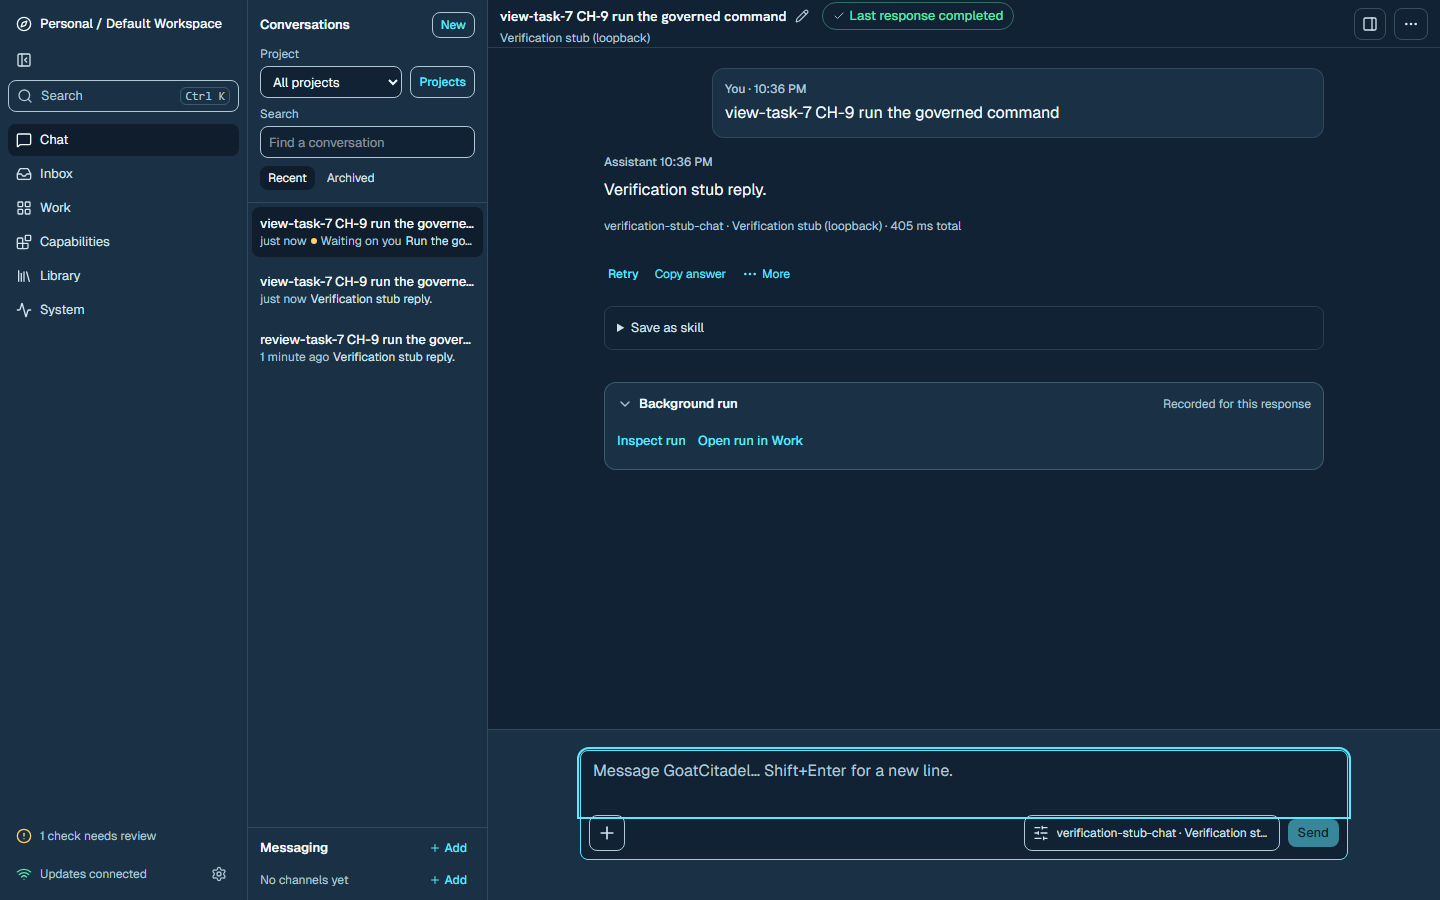 Personal / Default Workspace
Search
Ctrl K
Chat
Inbox
Work
Capabilities
Library
System
1 check needs review
Updates connected
Conversations
New
Project
All projects
Projects
Search
Find a conversation
Recent
Archived
view-task-7 CH-9 run the governe...
just now Waiting on you Run the go...
view-task-7 CH-9 run the governe...
just now Verification stub reply.
review-task-7 CH-9 run the gover...
1 minute ago Verification stub reply.
Messaging
+ Add
No channels yet
+ Add
view-task-7 CH-9 run the governed command
Last response completed
Verification stub (loopback)
You · 10:36 PM
view-task-7 CH-9 run the governed command
Assistant 10:36 PM
Verification stub reply.
verification-stub-chat · Verification stub (loopback) · 405 ms total
Retry
Copy answer
··· More
Save as skill
Background run
Recorded for this response
Inspect run
Open run in Work
Message GoatCitadel... Shift+Enter for a new line.
verification-stub-chat · Verification st...
Send